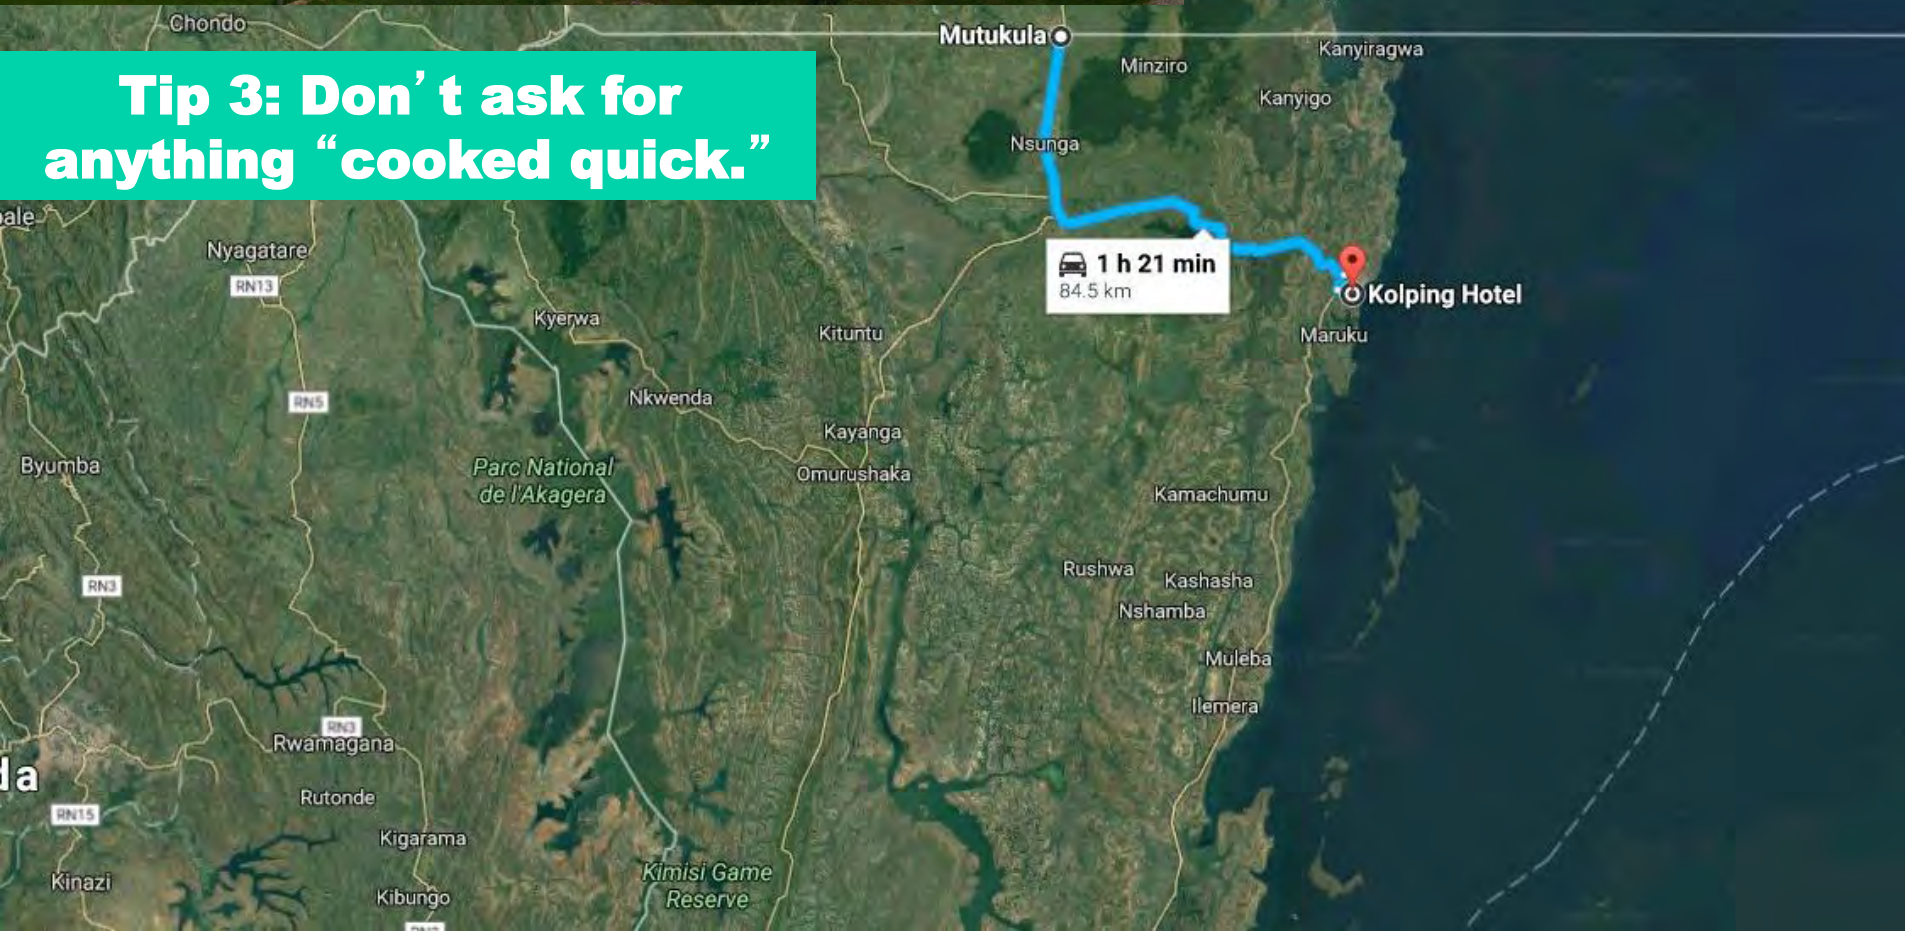 Chondo
Mutukula
Kanyiragwa
Minziro
Tip 3: Don’t ask for
anything “cooked quick.”
Kanyigo
Nsunga
Nyagatare
RN13
1 h 21 min
84.5 km
Kolping Hotel
Kyerwa
Kituntu
Maruku
RN5
Nkwenda
Kayanga
Byumba
Parc National
de l'Akagera
Omurushaka
Kamachumu
RN3
Rushwa
Kashasha
Nshamba
Muleba
Ilemera
RN3
Rwamagana
da
Rutonde
RN15
Kigarama
Kinazi
Kimisi Game
Reserve
Kibungo